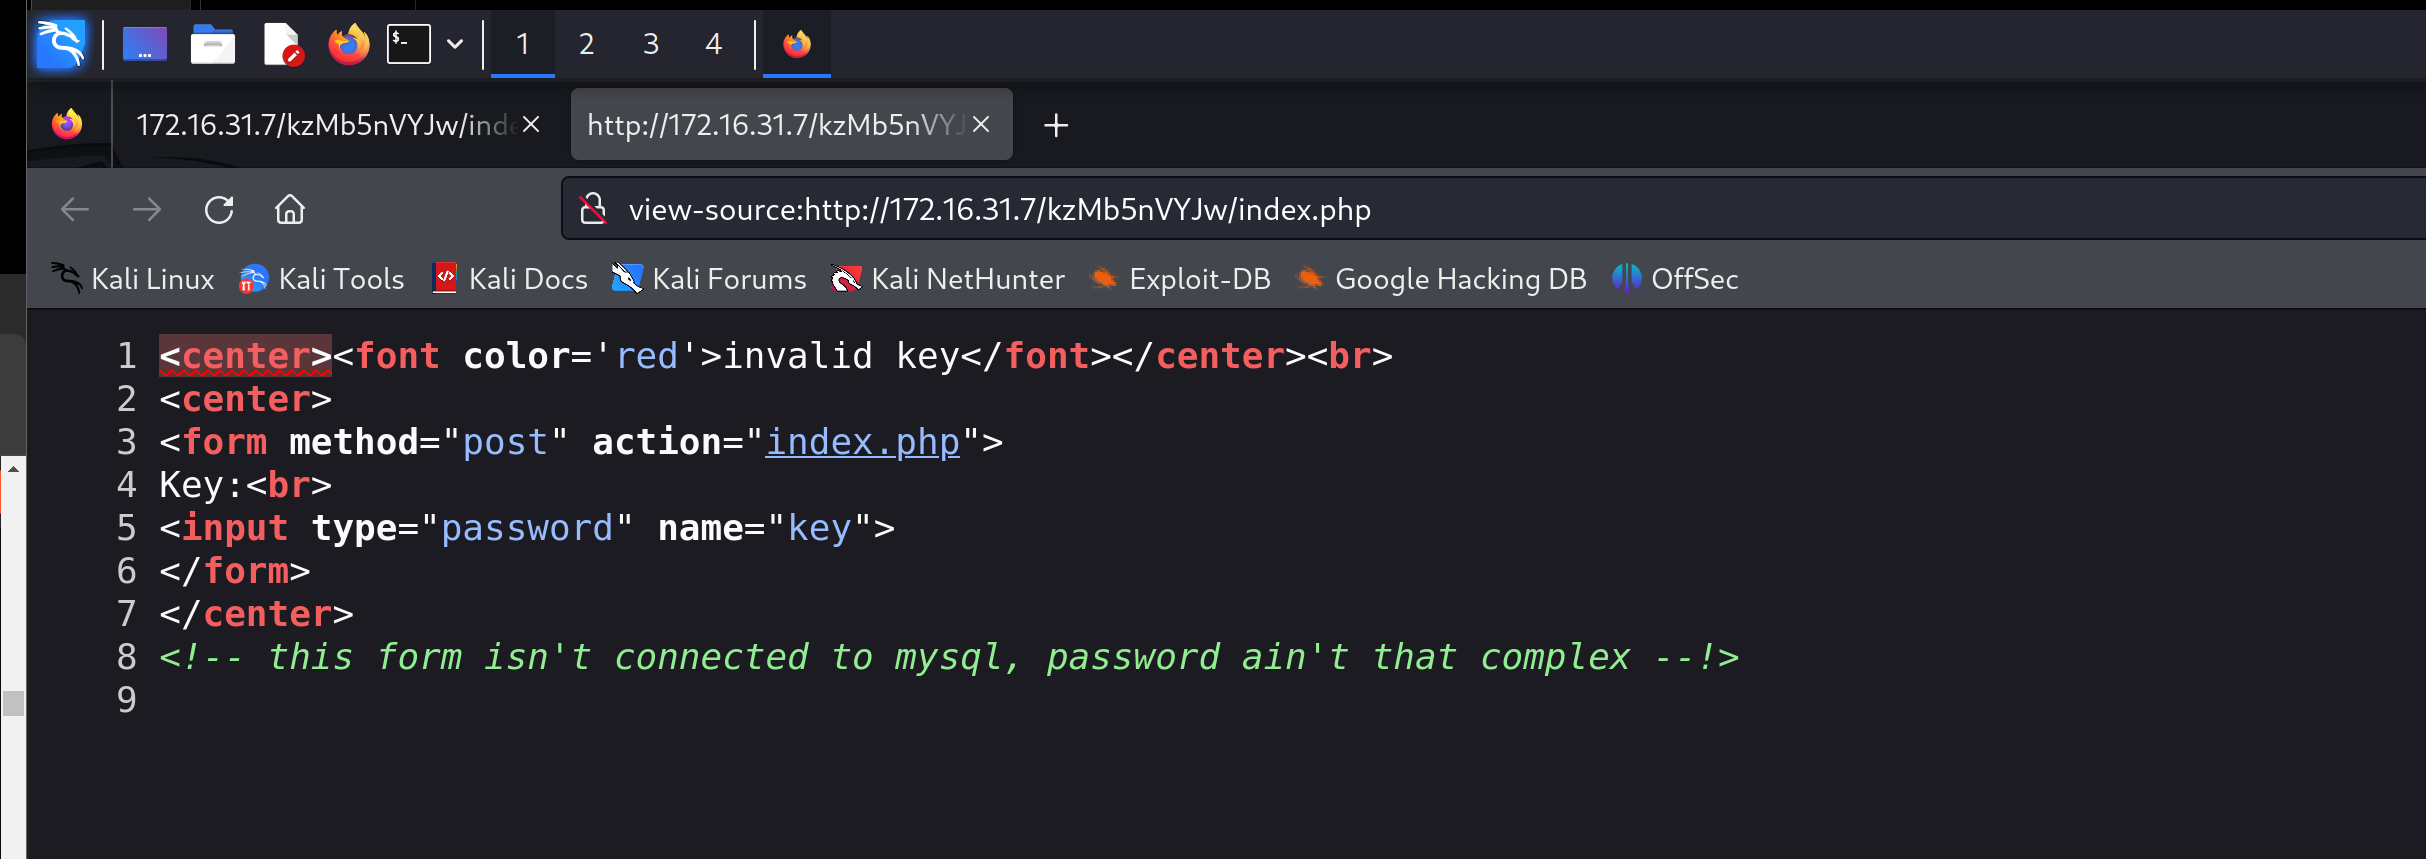 1 2 3 4
172.16.31.7/kzMb5nVYJw/ind
http://172.16.31.7/kzMb5nVYJ
view-source:http://172.16.31.7/kzMb5nVYJw/index.php
Kali Linux Kali Tools Kali Docs Kali Forums Kali NetHunter Exploit-DB Google Hacking DB OffSec
1 <center><font color='red'>invalid key</font></center><br>
2 <center>
3 <form method="post" action="index.php">
4 Key:<br>
5 <input type="password" name="key">
6 </form>
7 </center>
8 <!-- this form isn't connected to mysql, password ain't that complex --!>
9